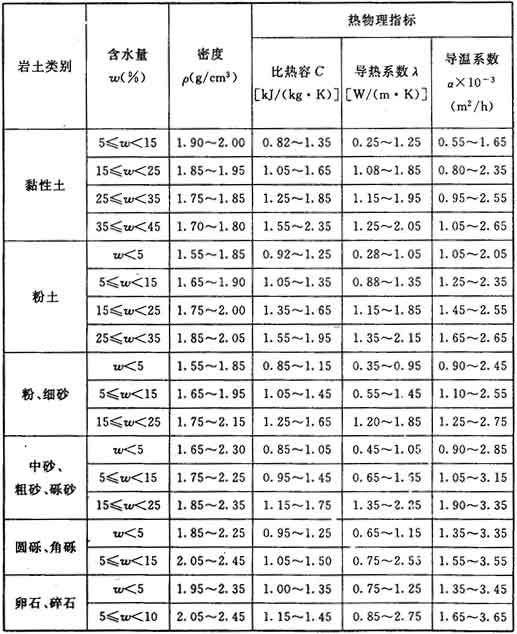 岩土类别 含水量 w(%) 密度 ρ(g/cm³) 热物理指标
比热容 C [kJ/(kg·K)] 导热系数 λ [W/(m·K)] 导温系数 α×10⁻³ (m²/h)
黏性土 5≤w<15 1.90~2.00 0.82~1.35 0.25~1.25 0.55~1.65
15≤w<25 1.85~1.95 1.05~1.65 1.08~1.85 0.80~2.35
25≤w<35 1.75~1.85 1.25~1.85 1.15~1.95 0.95~2.55
35≤w<45 1.70~1.80 1.55~2.35 1.25~2.05 1.05~2.65
粉土 w<5 1.55~1.85 0.92~1.25 0.28~1.05 1.05~2.05
5≤w<15 1.65~1.90 1.05~1.35 0.88~1.35 1.25~2.35
15≤w<25 1.75~2.00 1.35~1.65 1.15~1.85 1.45~2.55
25≤w<35 1.85~2.05 1.55~1.95 1.35~2.15 1.65~2.65
粉、细砂 w<5 1.55~1.85 0.85~1.15 0.35~0.95 0.90~2.45
5≤w<15 1.65~1.95 1.05~1.45 0.55~1.45 1.10~2.55
15≤w<25 1.75~2.15 1.25~1.65 1.20~1.85 1.25~2.75
中砂、粗砂、砾砂 w<5 1.65~2.30 0.85~1.05 0.45~1.05 0.90~2.85
5≤w<15 1.75~2.25 0.95~1.45 0.65~1.65 1.05~3.15
15≤w<25 1.85~2.35 1.15~1.75 1.35~2.25 1.90~3.35
圆砾、角砾 w<5 1.85~2.25 0.95~1.25 0.65~1.15 1.35~3.35
5≤w<15 2.05~2.45 1.05~1.50 0.75~2.55 1.55~3.55
卵石、碎石 w<5 1.95~2.35 1.00~1.35 0.75~1.25 1.35~3.45
5≤w<10 2.05~2.45 1.15~1.45 0.85~2.75 1.65~3.65